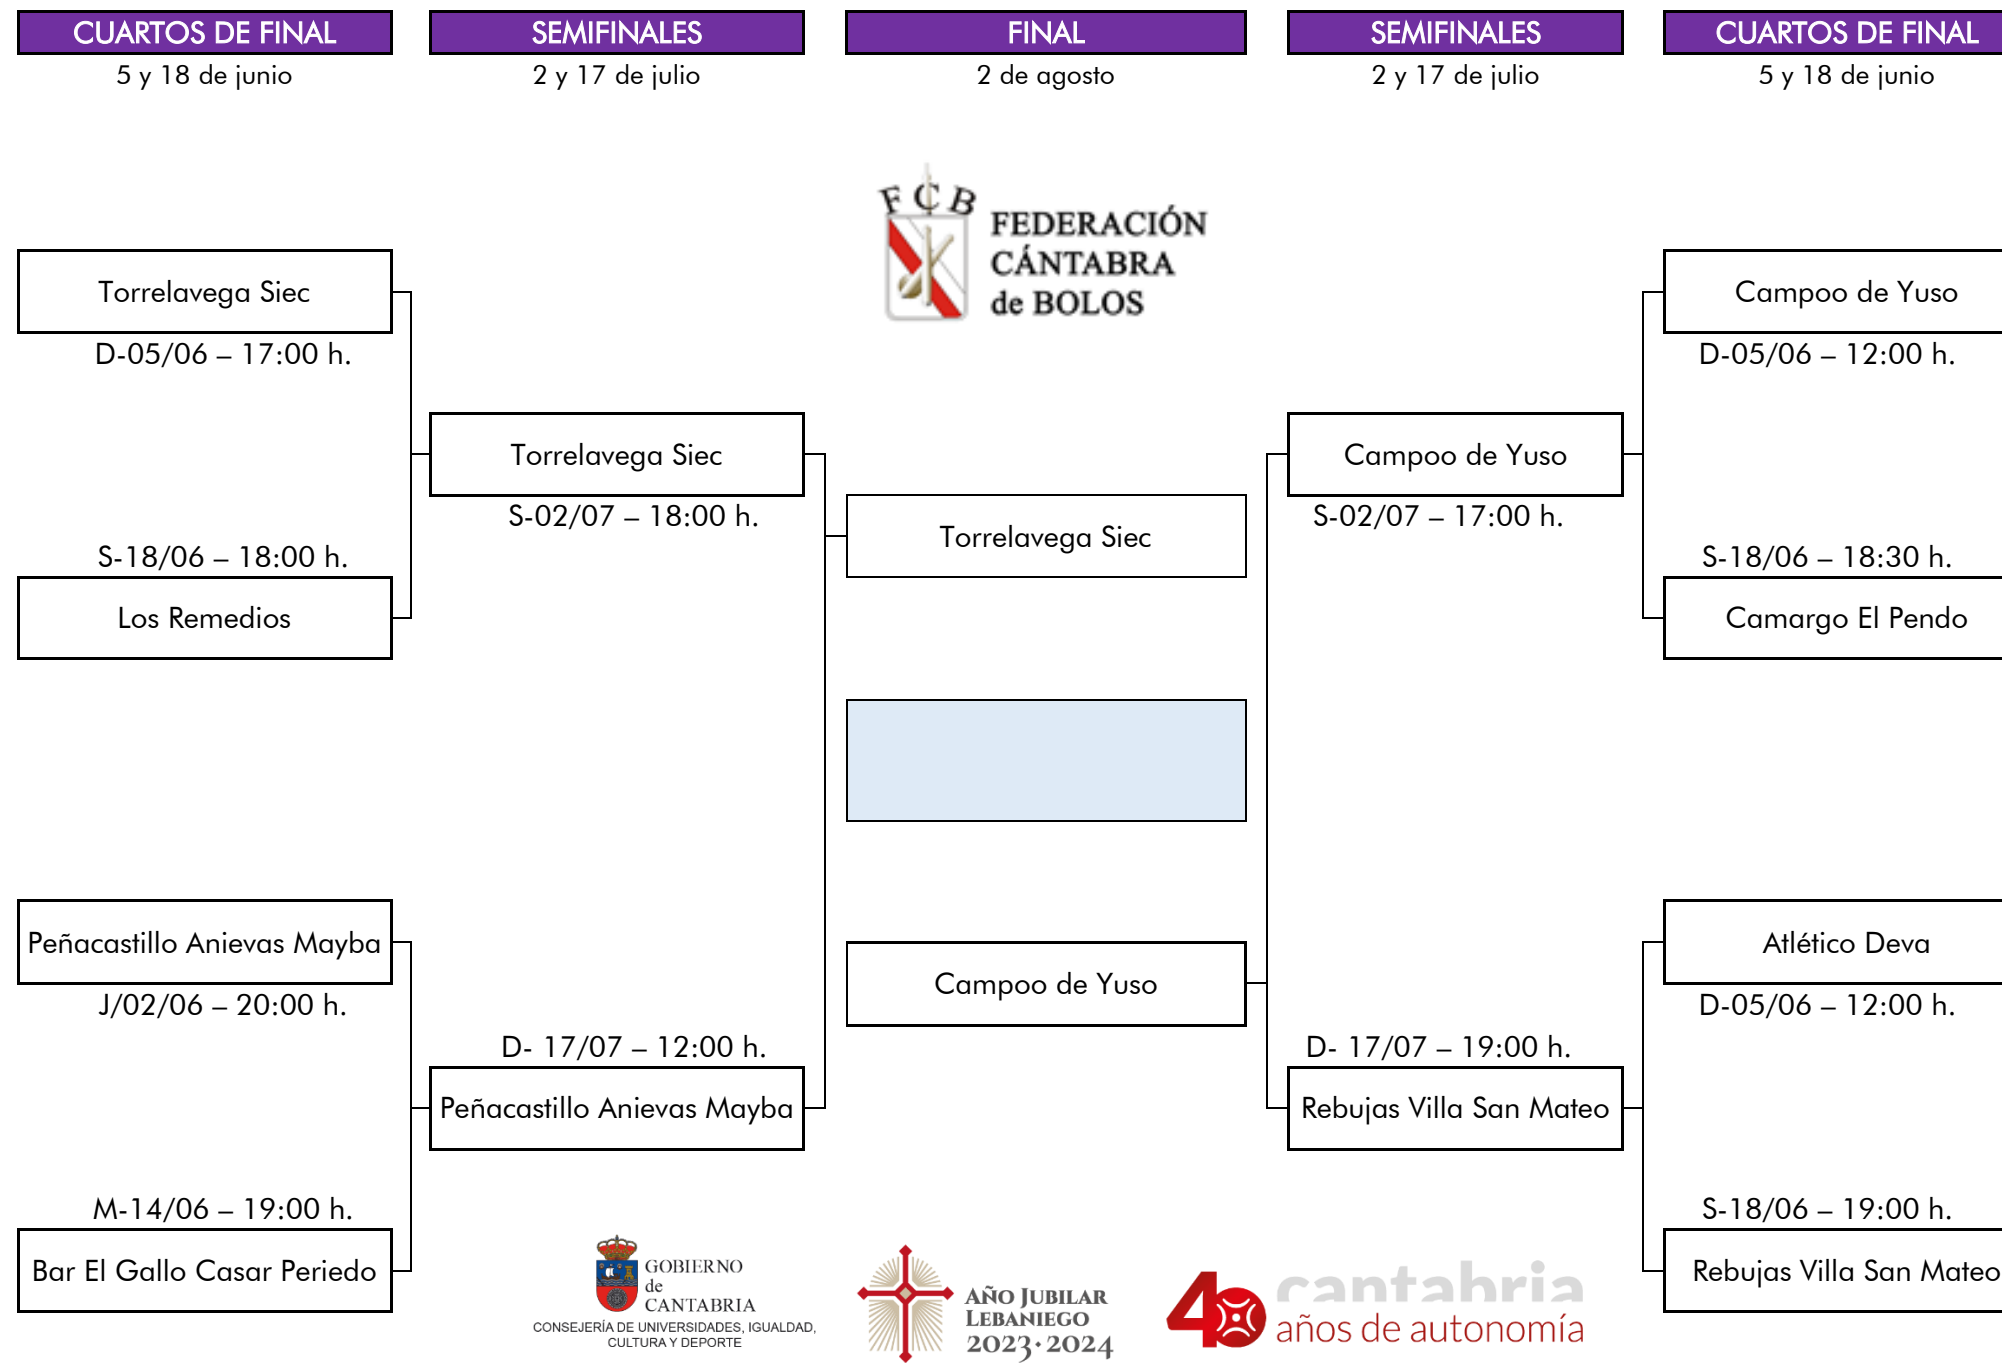 CUARTOS DE FINAL
5 y 18 de junio
SEMIFINALES
2 y 17 de julio
FINAL
2 de agosto
SEMIFINALES
2 y 17 de julio
CUARTOS DE FINAL
5 y 18 de junio
FCB
FEDERACIÓN
CÁNTABRA
de BOLOS
Torrelavega Siec
D-05/06 – 17:00 h.
S-18/06 – 18:00 h.
Los Remedios
Peñacastillo Anievas Mayba
J/02/06 – 20:00 h.
M-14/06 – 19:00 h.
Bar El Gallo Casar Periedo
Torrelavega Siec
S-02/07 – 18:00 h.
D- 17/07 – 12:00 h.
Peñacastillo Anievas Mayba
Torrelavega Siec
Campoo de Yuso
Campoo de Yuso
S-02/07 – 17:00 h.
D- 17/07 – 19:00 h.
Rebujas Villa San Mateo
Campoo de Yuso
D-05/06 – 12:00 h.
S-18/06 – 18:30 h.
Camargo El Pendo
Atlético Deva
D-05/06 – 12:00 h.
S-18/06 – 19:00 h.
Rebujas Villa San Mateo
GOBIERNO
de
CANTABRIA
CONSEJERÍA DE UNIVERSIDADES, IGUALDAD,
CULTURA Y DEPORTE
AÑO JUBILAR
LEBANIEGO
2023·2024
40 cantabria
años de autonomía